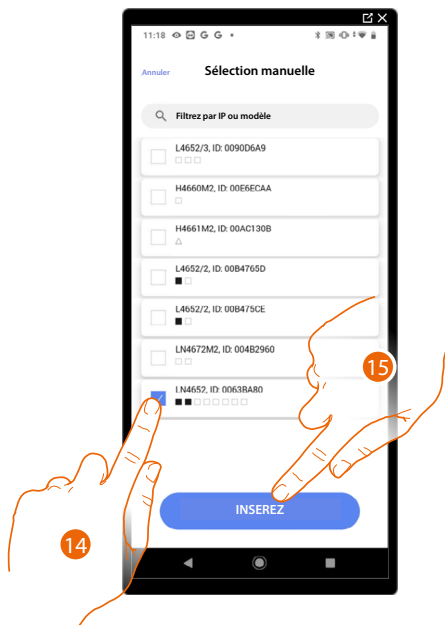 11:18 G G
Annuler Sélection manuelle
Filtrez par IP ou modèle
L4652/3, ID: 0090D6A9
H4660M2, ID: 00E6ECAA
H4661M2, ID: 00AC130B
L4652/2, ID: 00B4765D
L4652/2, ID: 00B475CE
LN4672M2, ID: 004B2960
15
LN4652, ID: 0063BA80
INSEREZ
14